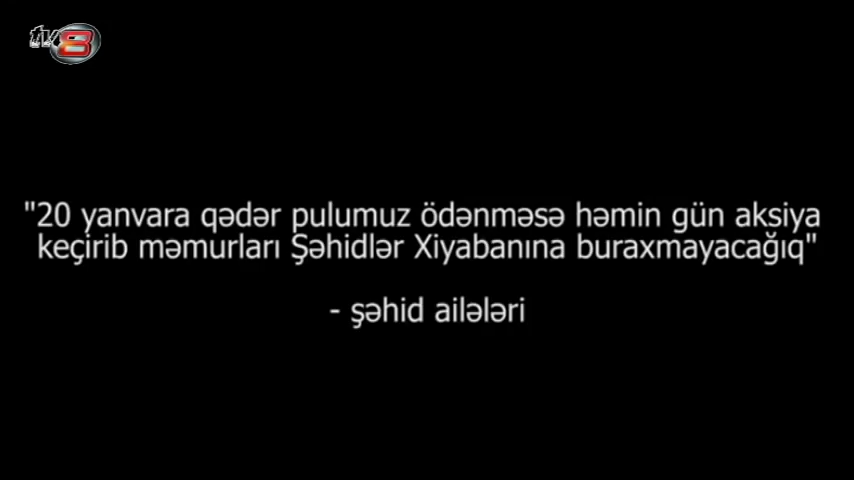 tv8
"20 yanvara qədər pulumuz ödənməsə həmin gün aksiya
keçirib məmurları Şəhidlər Xiyabanına buraxmayacağıq"
- şəhid ailələri